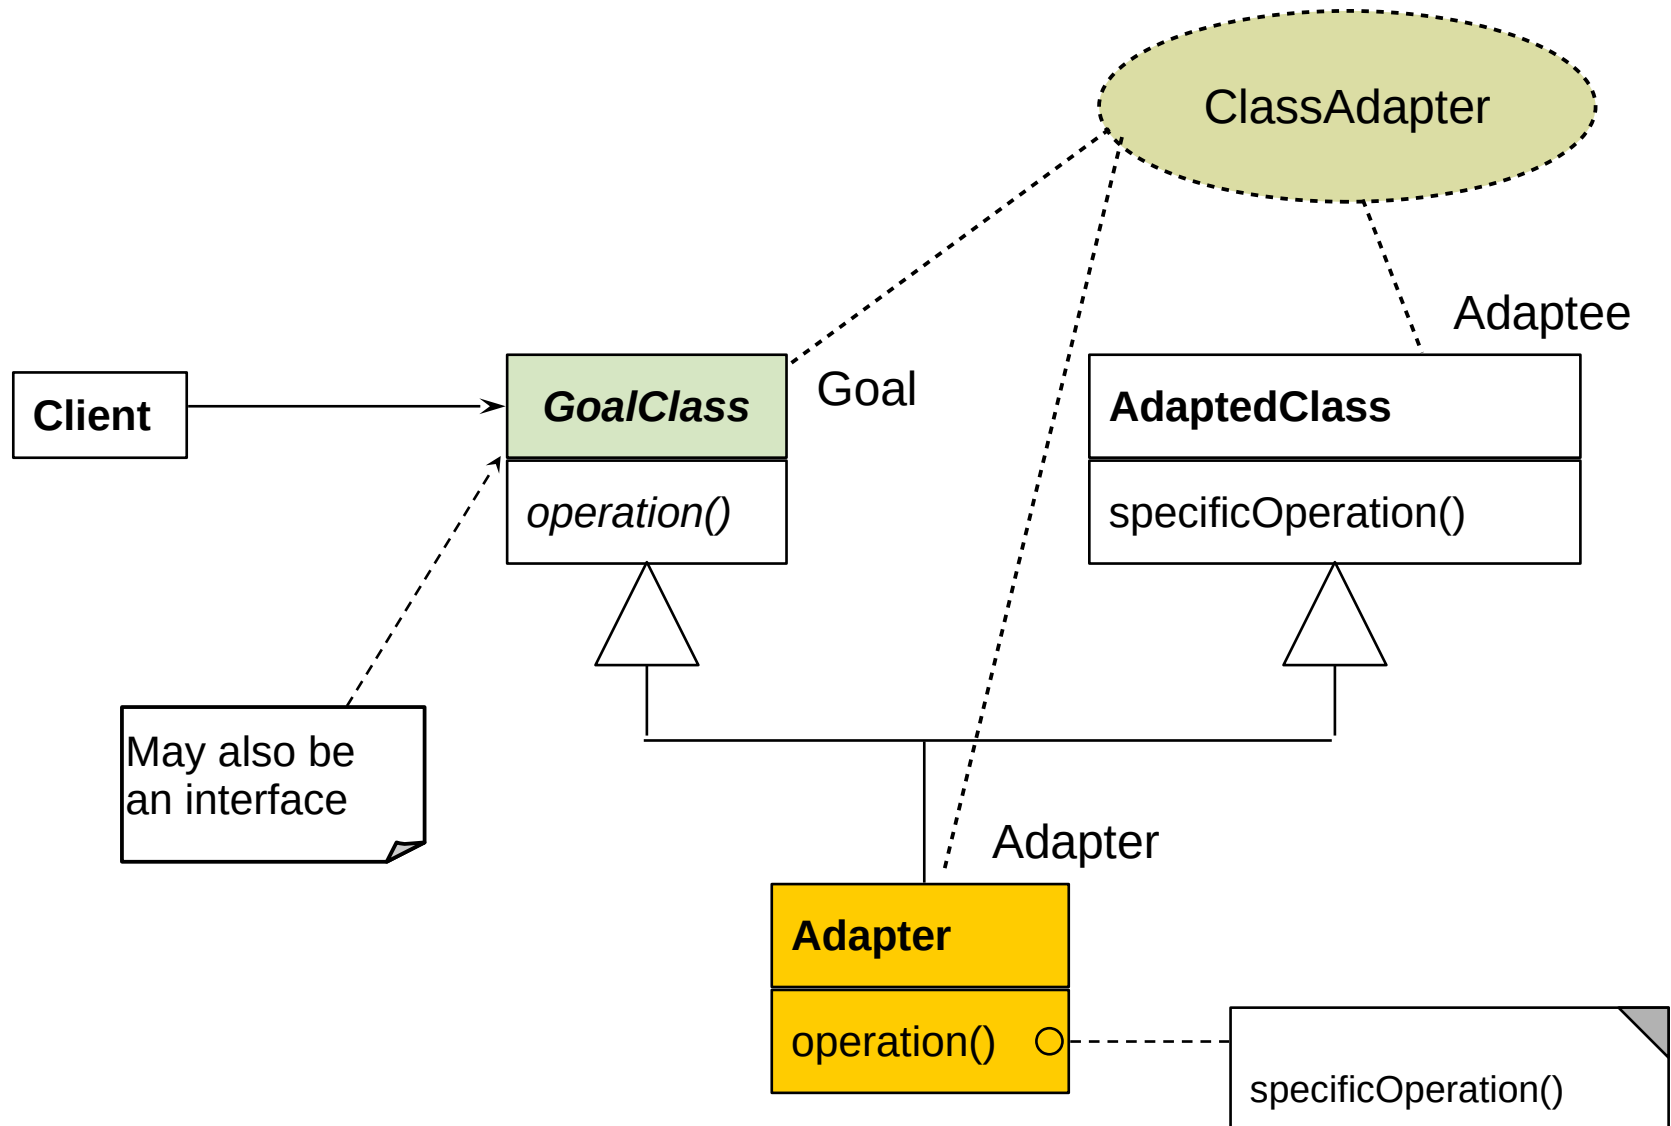 ClassAdapter
Adaptee
Client
GoalClass
Goal
AdaptedClass
operation()
specificOperation()
May also be
an interface
Adapter
Adapter
operation()
specificOperation()